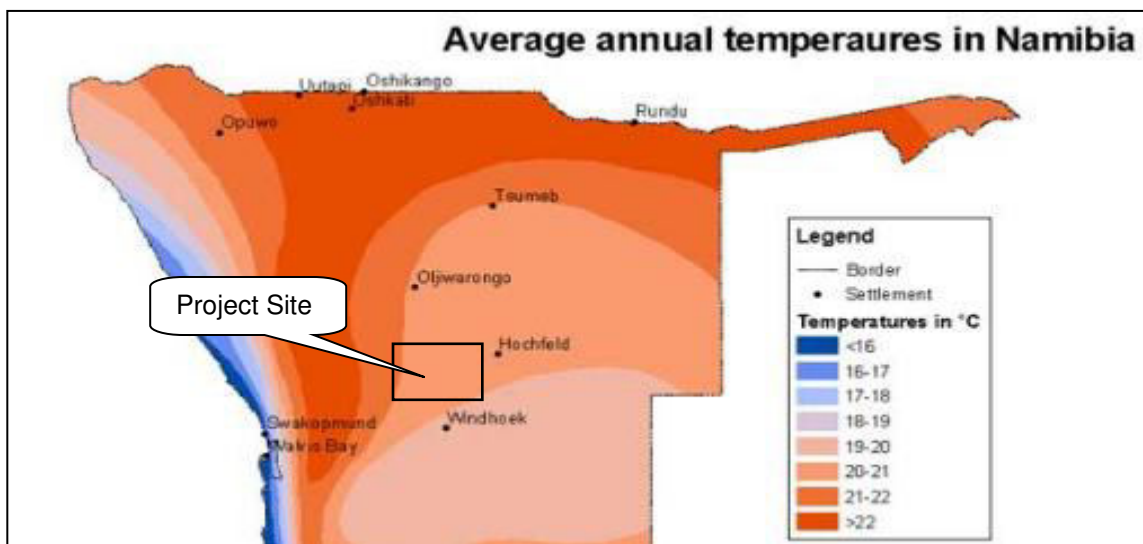 Average annual temperaures in Namibia
Uutapi
Oshikango
Oshkati
Opuwo
Rundu
Tsumeb
Otjiwarongo
Project Site
Hochfeld
Windhoek
Swakopmund
Walvis Bay
Legend
Border
Settlement
Temperatures in °C
<16
16-17
17-18
18-19
19-20
20-21
21-22
>22